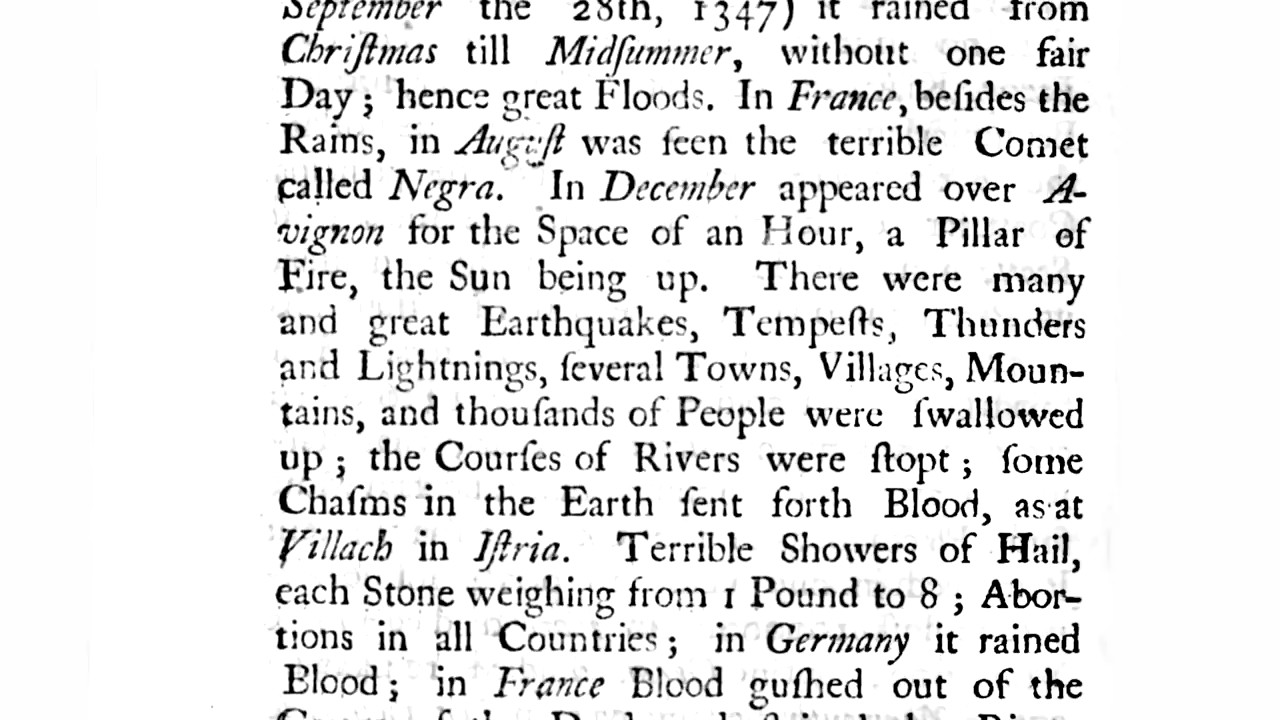 September the 28th, 1347) it rained from
Chriſtmas till Midſummer, without one fair
Day; hence great Floods. In France, beſides the
Rains, in Auguſt was ſeen the terrible Comet
called Negra. In December appeared over A-
vignon for the Space of an Hour, a Pillar of
Fire, the Sun being up. There were many
and great Earthquakes, Tempeſts, Thunders
and Lightnings, ſeveral Towns, Villages, Moun-
tains, and thouſands of People were ſwallowed
up; the Courſes of Rivers were ſtopt; ſome
Chaſms in the Earth ſent forth Blood, as at
Villach in Iſtria. Terrible Showers of Hail,
each Stone weighing from 1 Pound to 8; Abor-
tions in all Countries; in Germany it rained
Blood; in France Blood guſhed out of the